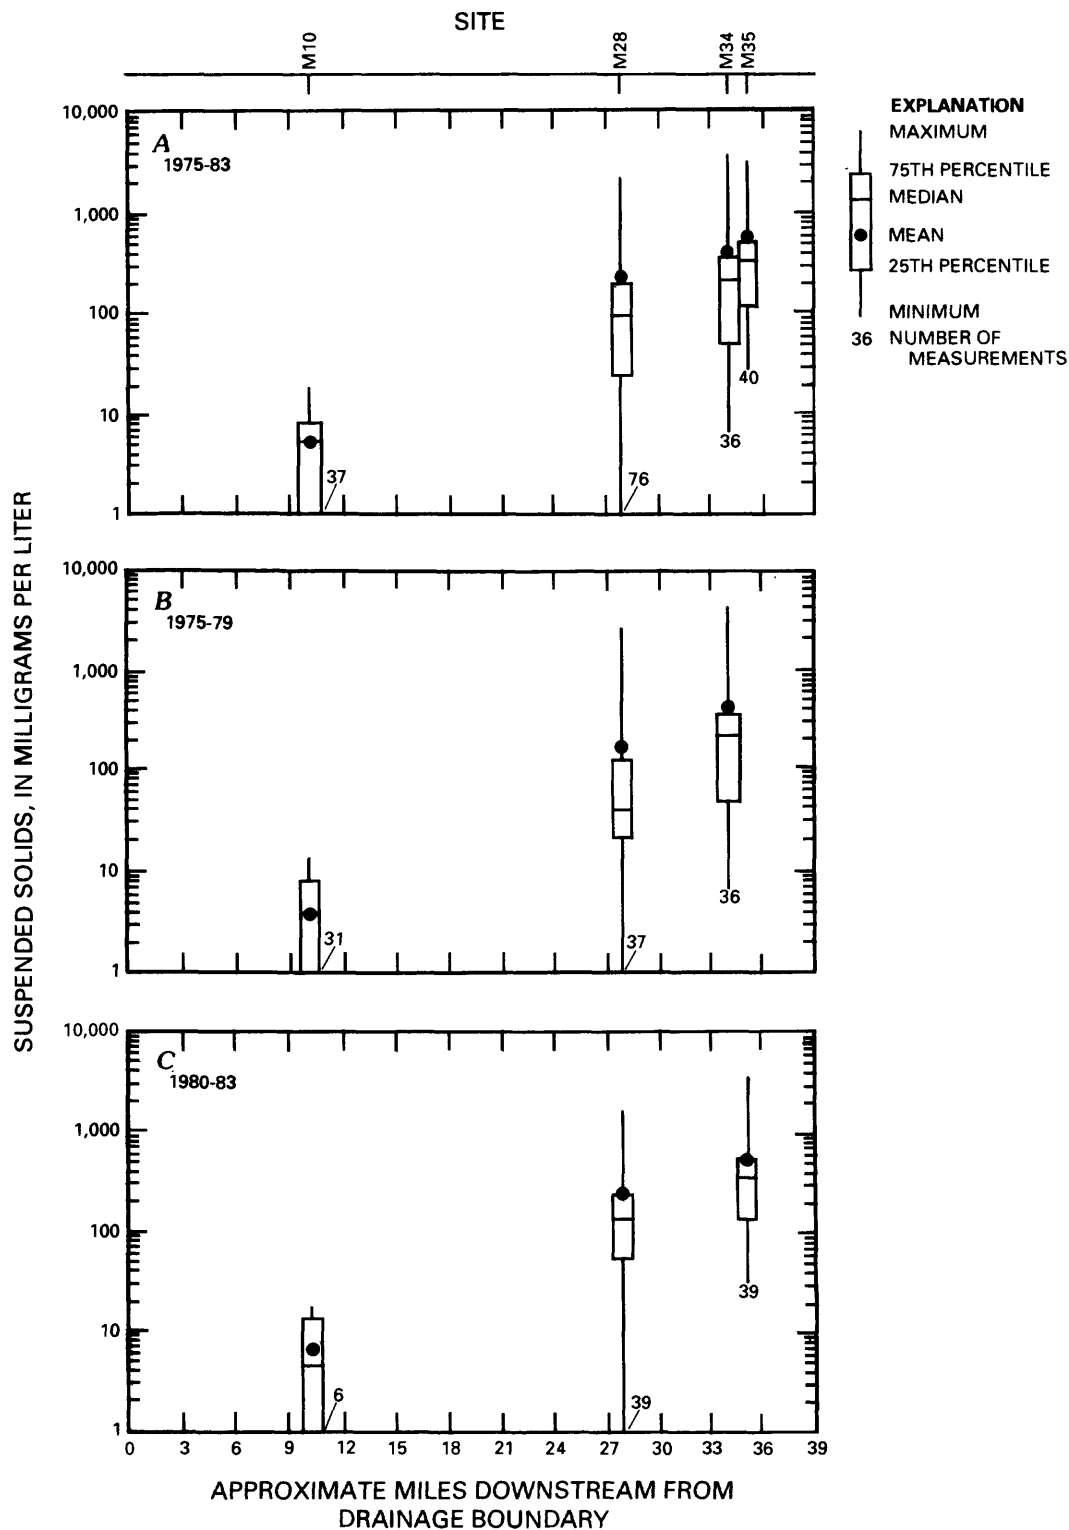 SITE
M10
M28
M34
M35
EXPLANATION
MAXIMUM
75TH PERCENTILE
MEDIAN
MEAN
25TH PERCENTILE
MINIMUM
36 NUMBER OF
MEASUREMENTS
SUSPENDED SOLIDS, IN MILLIGRAMS PER LITER
10,000
1,000
100
10
1
A
1975-83
37
76
36
40
10,000
1,000
100
10
1
B
1975-79
31
37
36
10,000
1,000
100
10
1
C
1980-83
6
39
39
0 3 6 9 12 15 18 21 24 27 30 33 36 39
APPROXIMATE MILES DOWNSTREAM FROM
DRAINAGE BOUNDARY